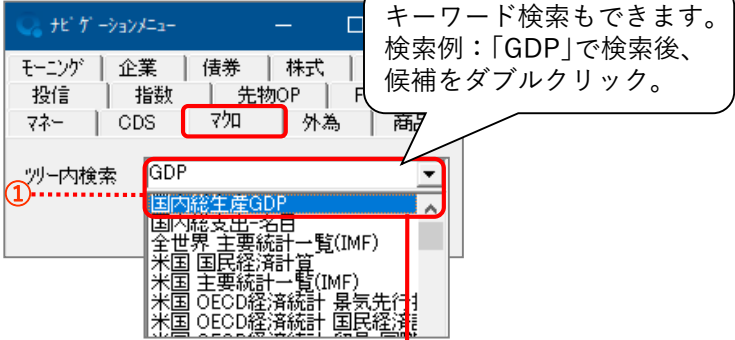 ナビゲーションメニュー
キーワード検索もできます。
検索例：「GDP」で検索後、
候補をダブルクリック。
モーニング 企業 債券 株式
投信 指数 先物OP F
マネー CDS マクロ 外為 商品
ツリー内検索 GDP
①
国内総生産GDP
国内総支出-名目
全世界 主要統計一覧(IMF)
米国 国民経済計算
米国 主要統計一覧(IMF)
米国 OECD経済統計 景気先行
米国 OECD経済統計 国民経済